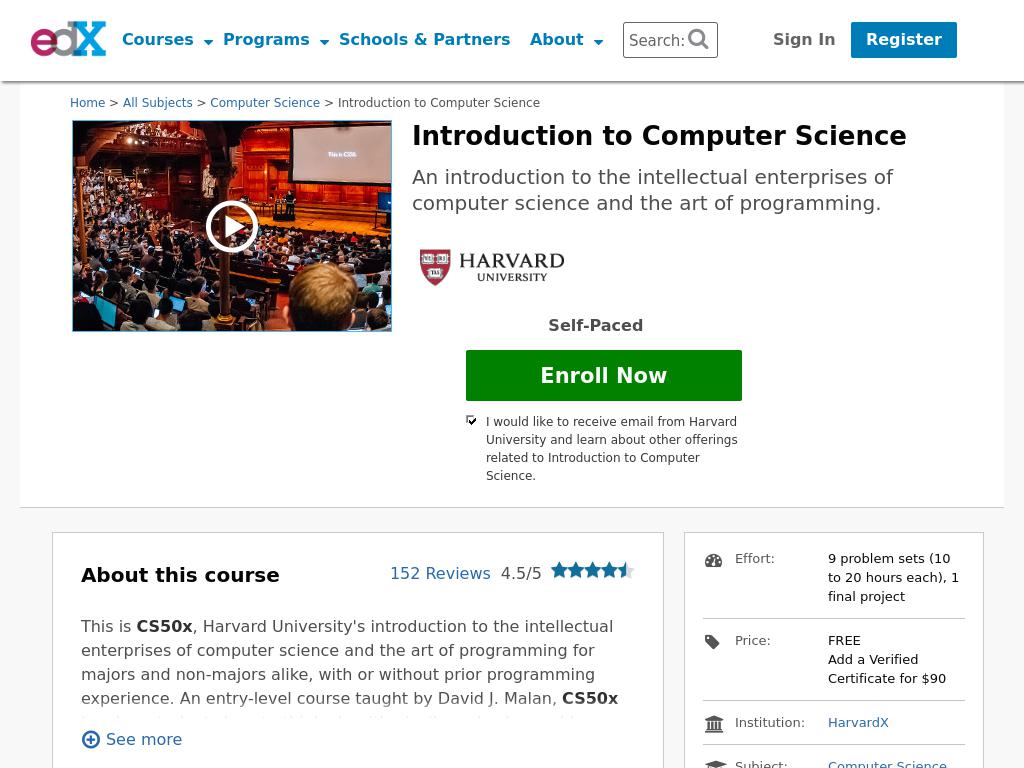 edX Courses Programs Schools & Partners About Search: Sign In Register
Home > All Subjects > Computer Science > Introduction to Computer Science
This is CS50.
Introduction to Computer Science
An introduction to the intellectual enterprises of
computer science and the art of programming.
HARVARD
UNIVERSITY
Self-Paced
Enroll Now
I would like to receive email from Harvard
University and learn about other offerings
related to Introduction to Computer
Science.
About this course
152 Reviews 4.5/5
This is CS50x, Harvard University's introduction to the intellectual
enterprises of computer science and the art of programming for
majors and non-majors alike, with or without prior programming
experience. An entry-level course taught by David J. Malan, CS50x
See more
Effort: 9 problem sets (10
to 20 hours each), 1
final project
Price: FREE
Add a Verified
Certificate for $90
Institution: HarvardX
Subject: Computer Science